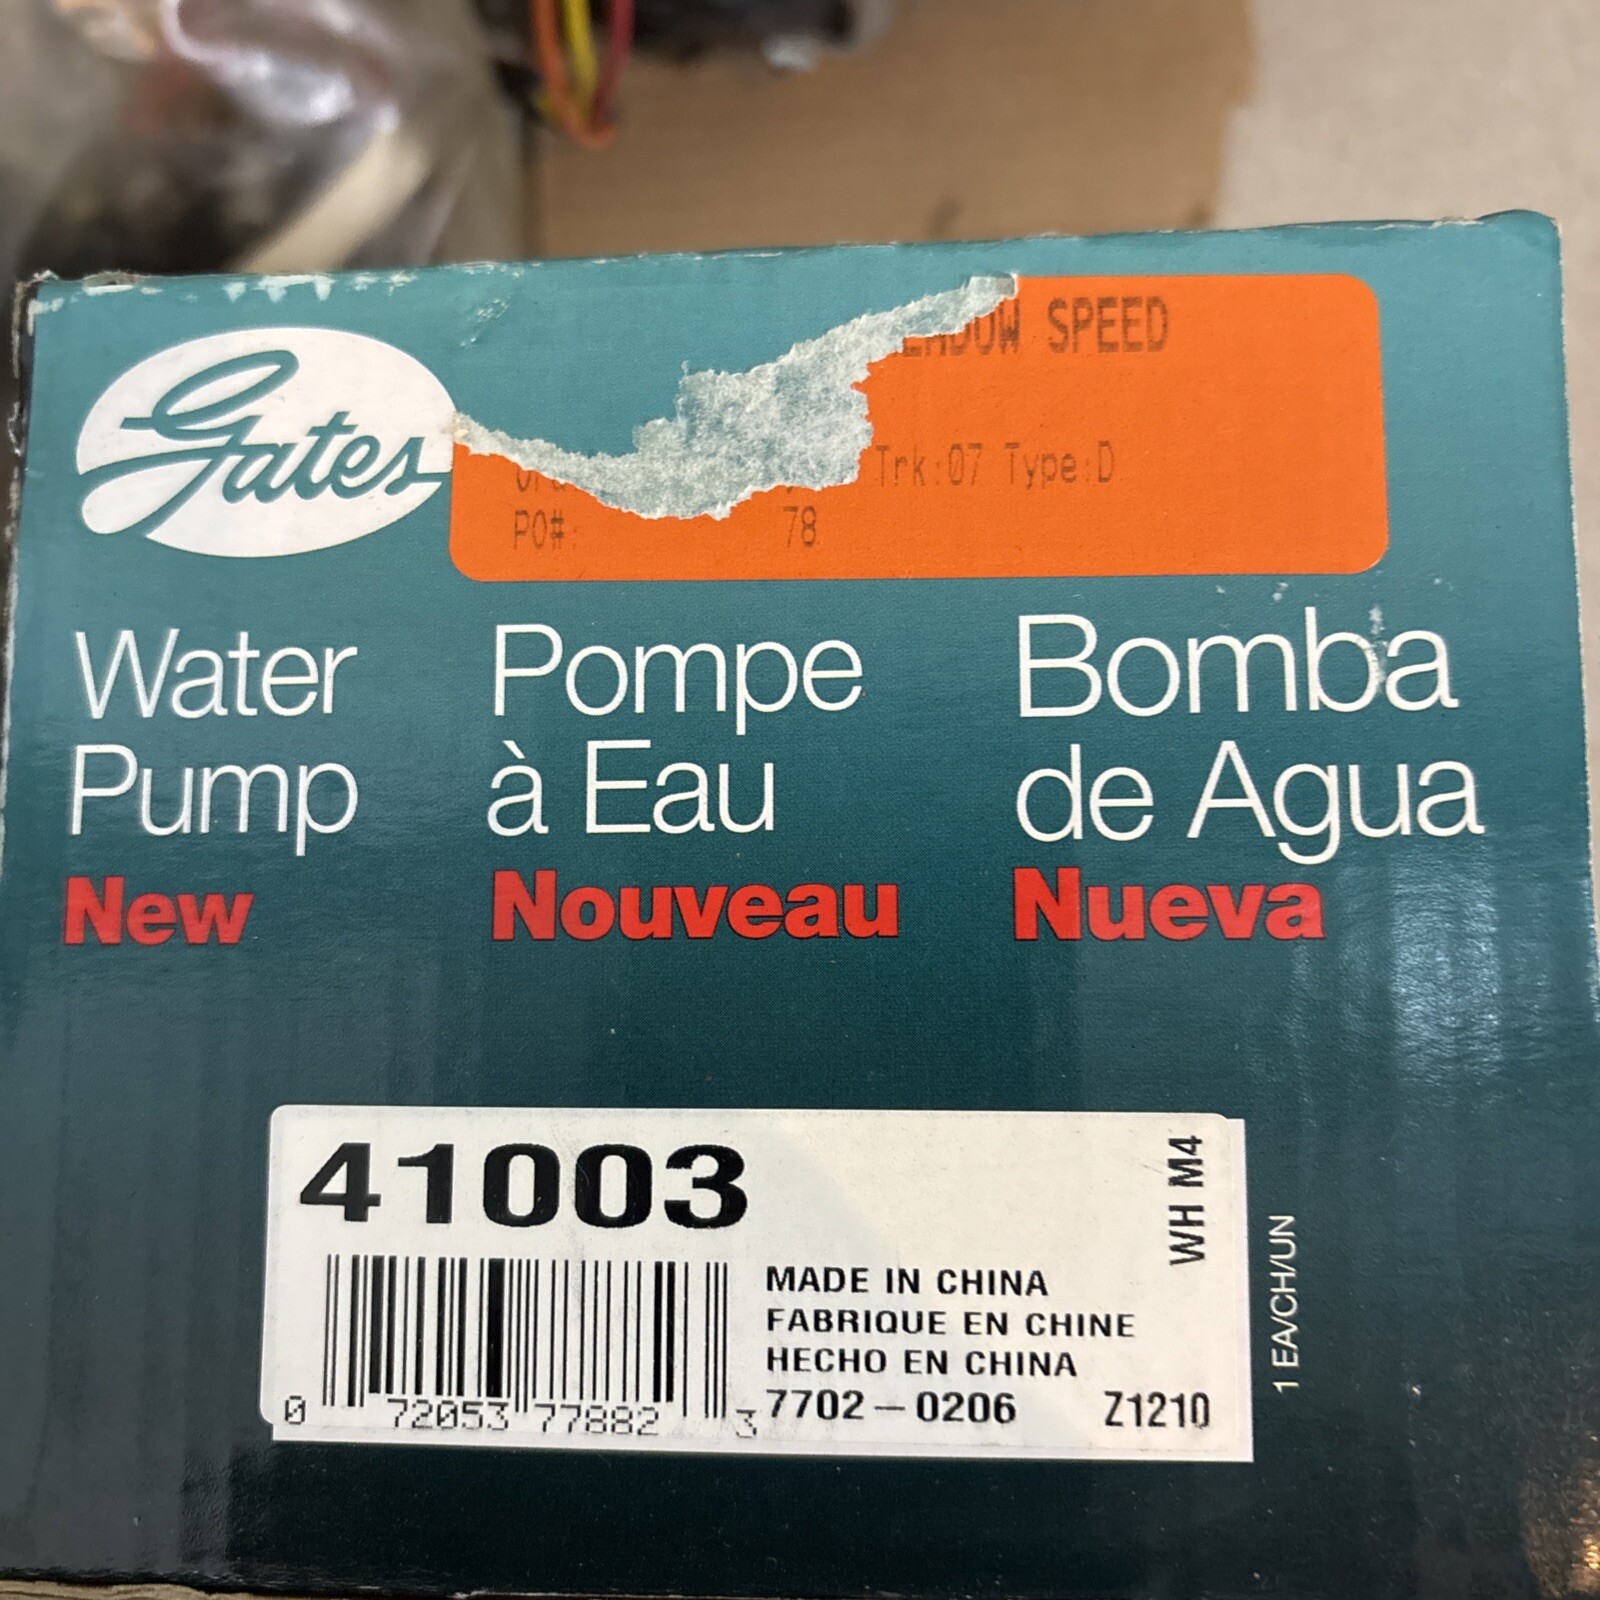 Gates
SPEED
Trk:07 Type:D
PO#: 78
Water Pump
New
Pompe à Eau
Nouveau
Bomba de Agua
Nueva
41003
WH M4
MADE IN CHINA
FABRIQUE EN CHINE
HECHO EN CHINA
7702-0206 Z1210
0 72053 77882 3
1 EA/CH/UN